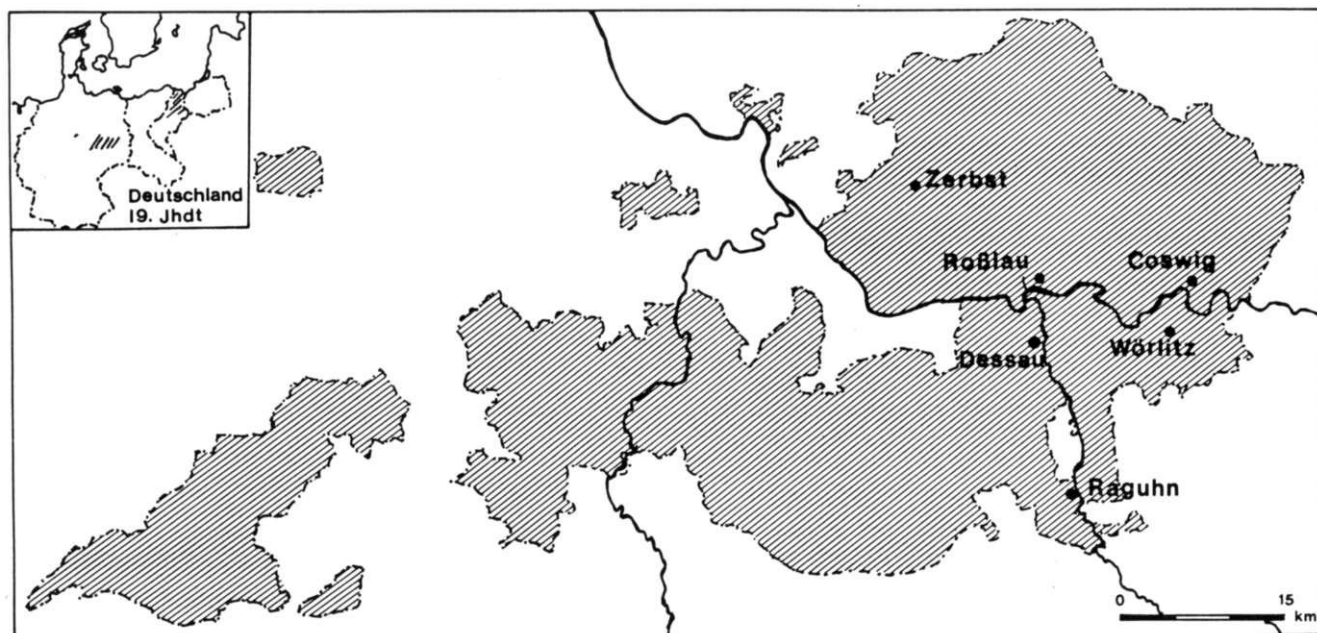 Deutschland
19. Jhdt
Zerbst
Roßlau
Coswig
Dessau
Wörlitz
Raguhn
0 15
km